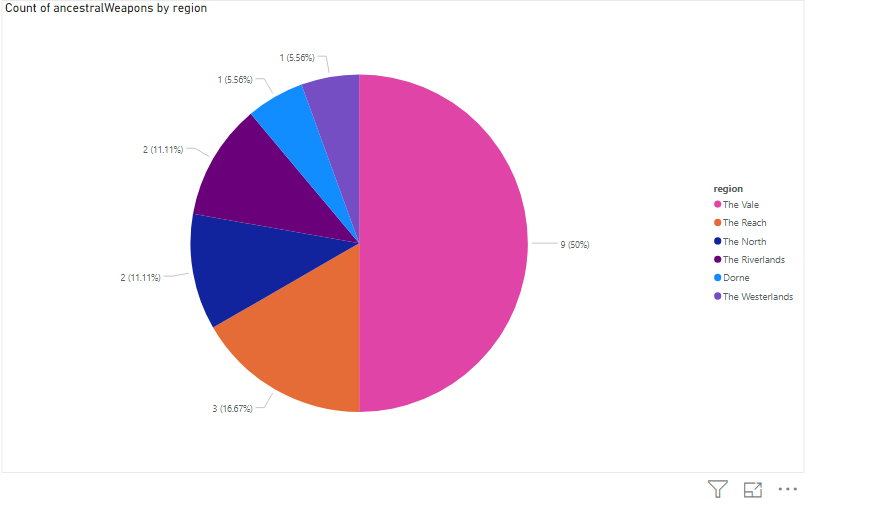 Count of ancestralWeapons by region
1 (5.56%)
1 (5.56%)
2 (11.11%)
2 (11.11%)
3 (16.67%)
9 (50%)
region
The Vale
The Reach
The North
The Riverlands
Dorne
The Westerlands